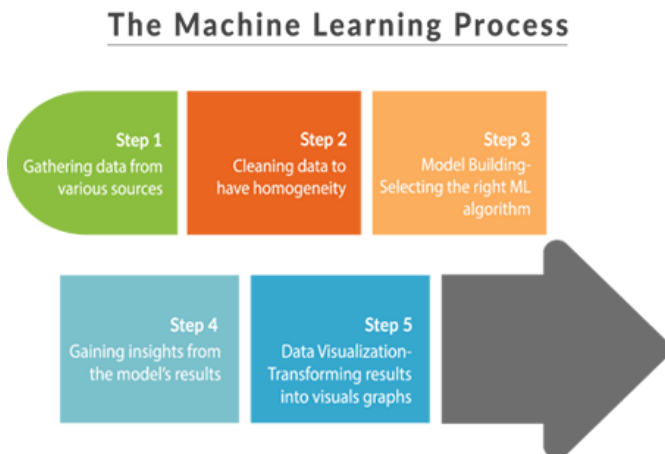 The Machine Learning Process
Step 1
Gathering data from
various sources
Step 2
Cleaning data to
have homogeneity
Step 3
Model Building-
Selecting the right ML
algorithm
Step 4
Gaining insights from
the model's results
Step 5
Data Visualization-
Transforming results
into visuals graphs